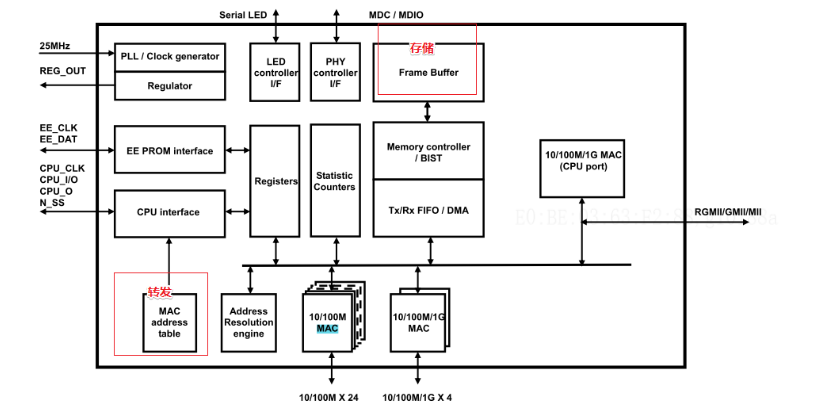 Serial LED
MDC / MDIO
25MHz
REG_OUT
PLL / Clock generator
Regulator
LED
controller
I/F
PHY
controller
I/F
存储
Frame Buffer
EE_CLK
EE_DAT
EE PROM interface
CPU_CLK
CPU_I/O
CPU_O
N_SS
CPU interface
Registers
Statistic
Counters
Memory controller
/ BIST
Tx/Rx FIFO / DMA
10/100M/1G MAC
(CPU port)
RGMII/GMII/MII
转发
MAC
address
table
Address
Resolution
engine
10/100M
MAC
10/100M/1G
MAC
10/100M X 24
10/100M/1G X 4